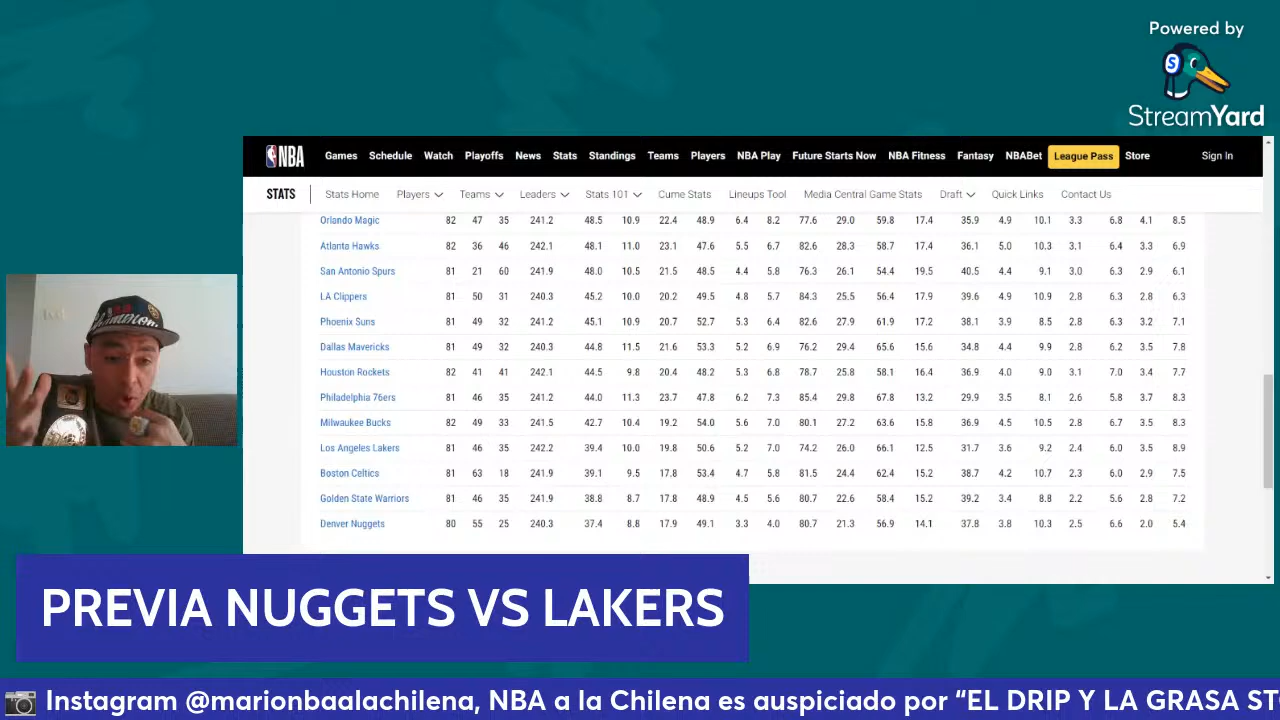 Powered by
S
StreamYard
NBA Games Schedule Watch Playoffs News Stats Standings Teams Players NBA Play Future Starts Now NBA Fitness Fantasy NBABet League Pass Store Sign In
STATS Stats Home Players Teams Leaders Stats 101 Cume Stats Lineups Tool Media Central Game Stats Draft Quick Links Contact Us
Orlando Magic 82 47 35 241.2 48.5 10.9 22.4 48.9 6.4 8.2 77.6 29.0 59.8 17.4 35.9 4.9 10.1 3.3 6.8 4.1 8.5
Atlanta Hawks 82 36 46 242.1 48.1 11.0 23.1 47.6 5.5 6.7 82.6 28.3 58.7 17.4 36.1 5.0 10.3 3.1 6.4 3.3 6.9
San Antonio Spurs 81 21 60 241.9 48.0 10.5 21.5 48.5 4.4 5.8 76.3 26.1 54.4 19.5 40.5 4.4 9.1 3.0 6.3 2.9 6.1
LA Clippers 81 50 31 240.3 45.2 10.0 20.2 49.5 4.8 5.7 84.3 25.5 56.4 17.9 39.6 4.9 10.9 2.8 6.3 2.8 6.3
Phoenix Suns 81 49 32 241.2 45.1 10.9 20.7 52.7 5.3 6.4 82.6 27.9 61.9 17.2 38.1 3.9 8.5 2.8 6.3 3.2 7.1
Dallas Mavericks 81 49 32 240.3 44.8 11.5 21.6 53.3 5.2 6.9 76.2 29.4 65.6 15.6 34.8 4.4 9.9 2.8 6.2 3.5 7.8
Houston Rockets 82 41 41 242.1 44.5 9.8 20.4 48.2 5.3 6.8 78.7 25.8 58.1 16.4 36.9 4.0 9.0 3.1 7.0 3.4 7.7
Philadelphia 76ers 81 46 35 241.2 44.0 11.3 23.7 47.8 6.2 7.3 85.4 29.8 67.8 13.2 29.9 3.5 8.1 2.6 5.8 3.7 8.3
Milwaukee Bucks 82 49 33 241.5 42.7 10.4 19.2 54.0 5.6 7.0 80.1 27.2 63.6 15.8 36.9 4.5 10.5 2.8 6.7 3.5 8.3
Los Angeles Lakers 81 46 35 242.2 39.4 10.0 19.8 50.6 5.2 7.0 74.2 26.0 66.1 12.5 31.7 3.6 9.2 2.4 6.0 3.5 8.9
Boston Celtics 81 63 18 241.9 39.1 9.5 17.8 53.4 4.7 5.8 81.5 24.4 62.4 15.2 38.7 4.2 10.7 2.3 6.0 2.9 7.5
Golden State Warriors 81 46 35 241.9 38.8 8.7 17.8 48.9 4.5 5.6 80.7 22.6 58.4 15.2 39.2 3.4 8.8 2.2 5.6 2.8 7.2
Denver Nuggets 80 55 25 240.3 37.4 8.8 17.9 49.1 3.3 4.0 80.7 21.3 56.9 14.1 37.8 3.8 10.3 2.5 6.6 2.0 5.4
PREVIA NUGGETS VS LAKERS
Instagram @marionbaalachilena, NBA a la Chilena es auspiciado por “EL DRIP Y LA GRASA ST